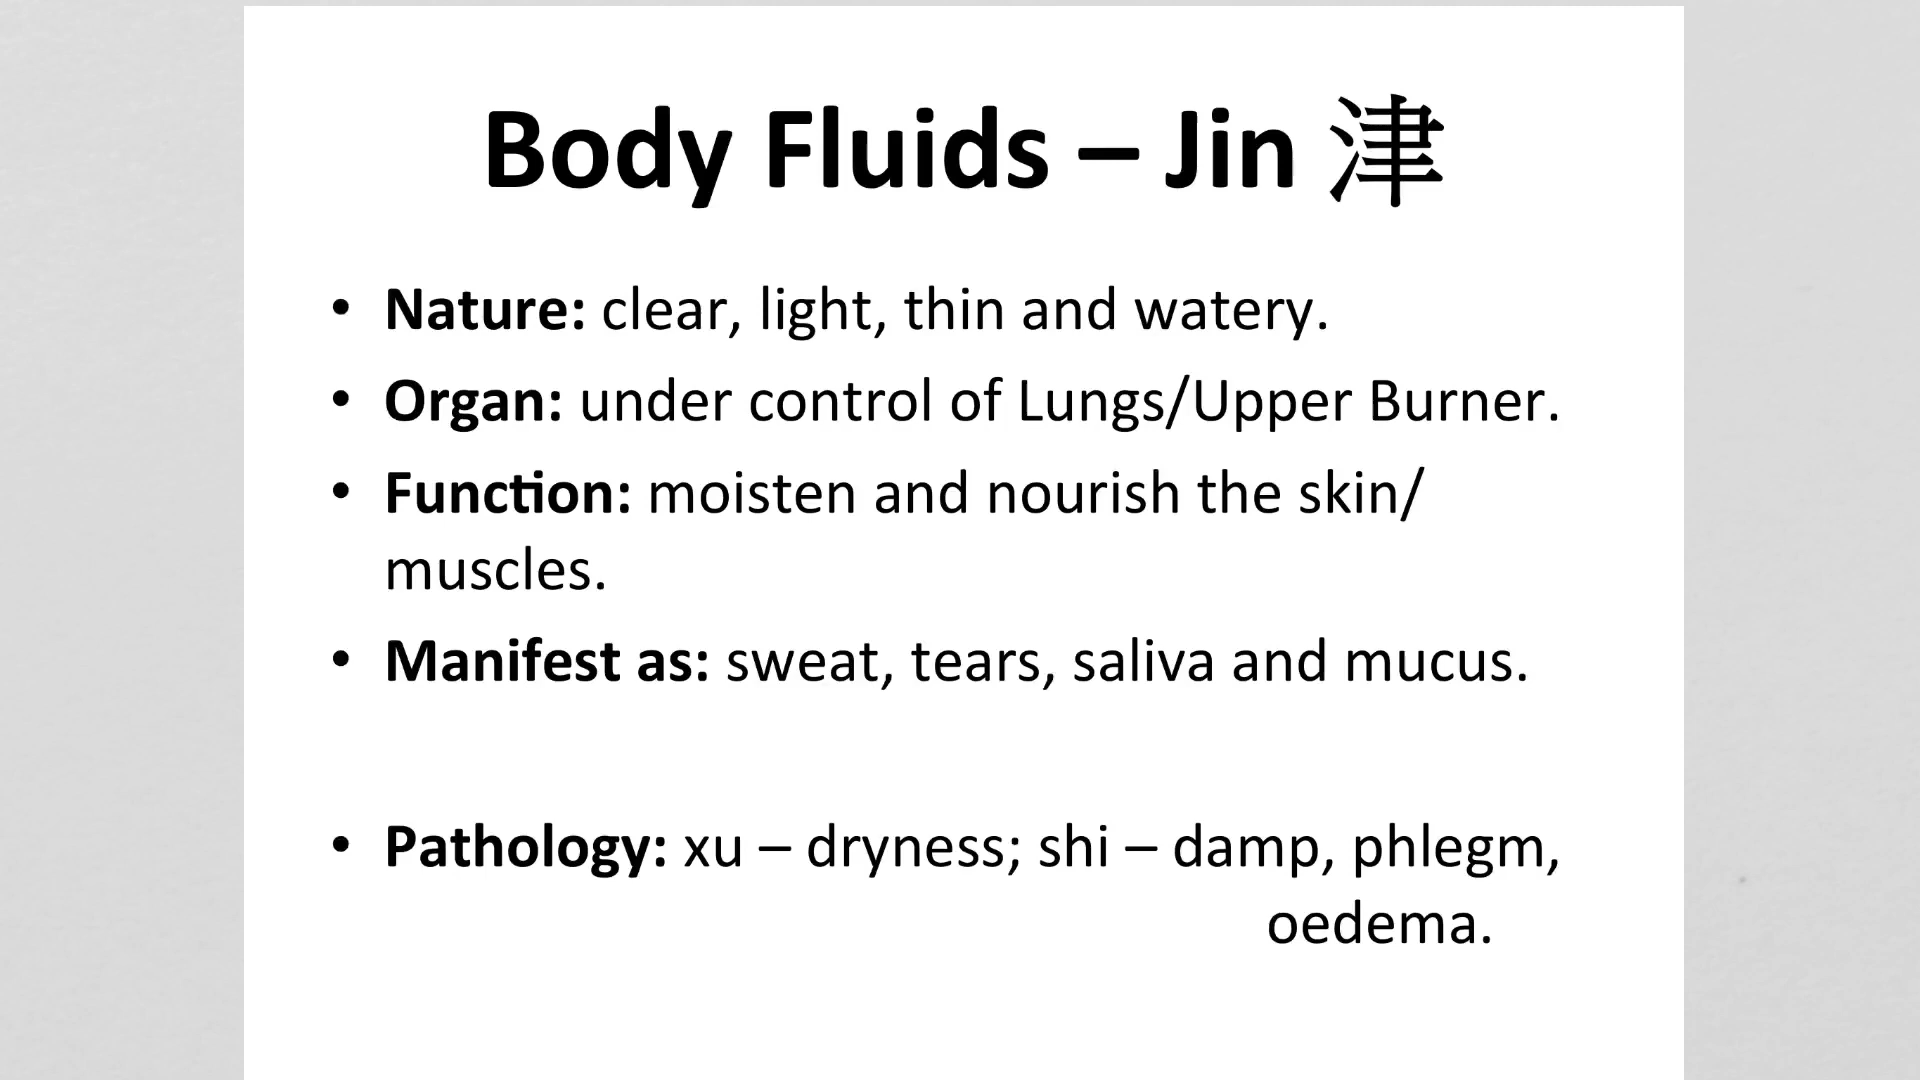 Body Fluids – Jin 津
• Nature: clear, light, thin and watery.
• Organ: under control of Lungs/Upper Burner.
• Function: moisten and nourish the skin/
muscles.
• Manifest as: sweat, tears, saliva and mucus.
• Pathology: xu – dryness; shi – damp, phlegm,
oedema.